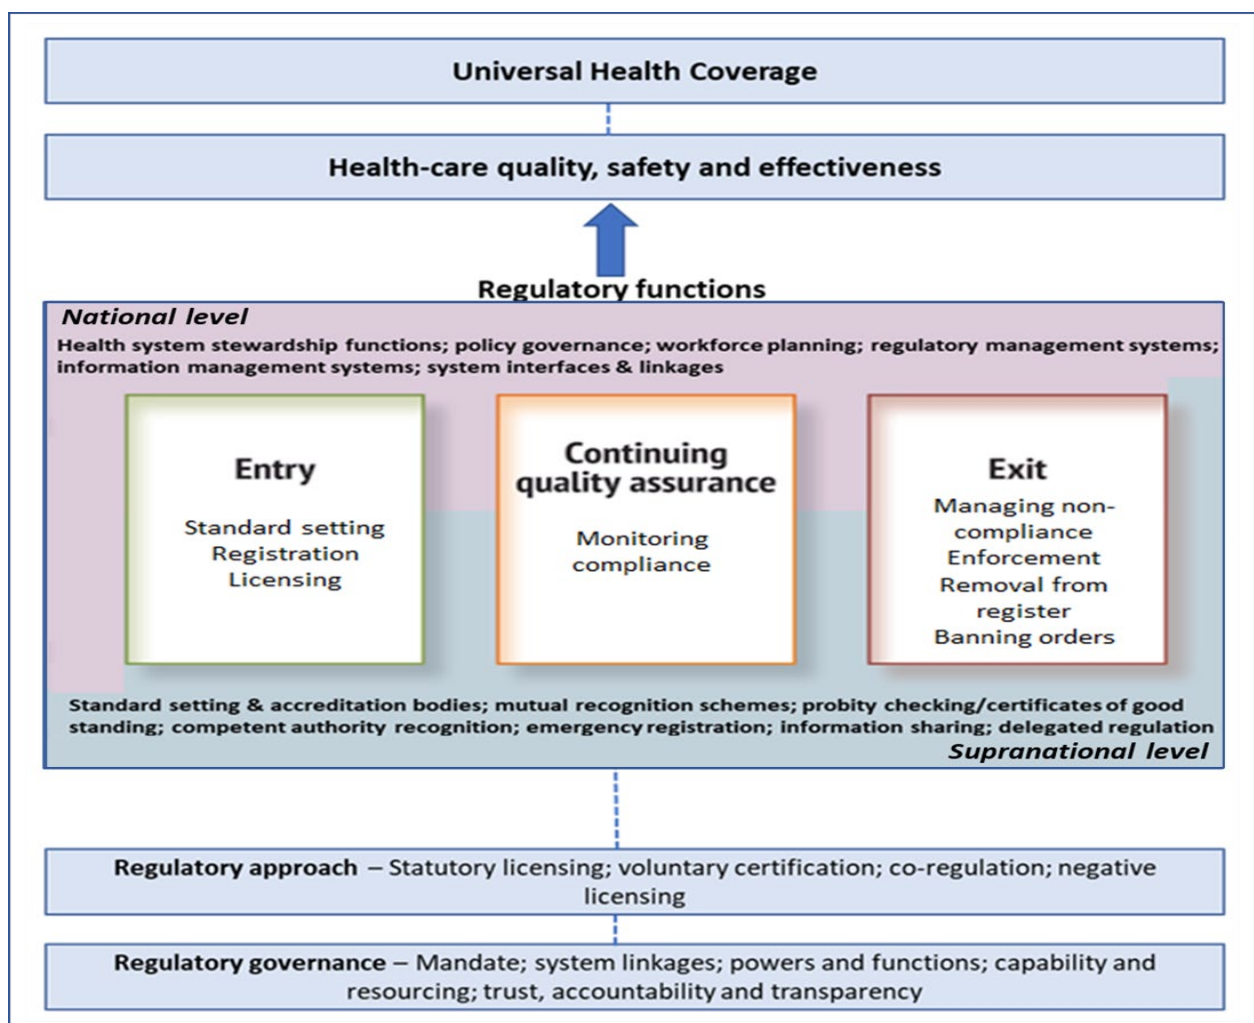 Universal Health Coverage
Health-care quality, safety and effectiveness
Regulatory functions
National level
Health system stewardship functions; policy governance; workforce planning; regulatory management systems;
information management systems; system interfaces & linkages
Entry
Standard setting
Registration
Licensing
Continuing
quality assurance
Monitoring
compliance
Exit
Managing non-
compliance
Enforcement
Removal from
register
Banning orders
Standard setting & accreditation bodies; mutual recognition schemes; probity checking/certificates of good
standing; competent authority recognition; emergency registration; information sharing; delegated regulation
Supranational level
Regulatory approach – Statutory licensing; voluntary certification; co-regulation; negative
licensing
Regulatory governance – Mandate; system linkages; powers and functions; capability and
resourcing; trust, accountability and transparency